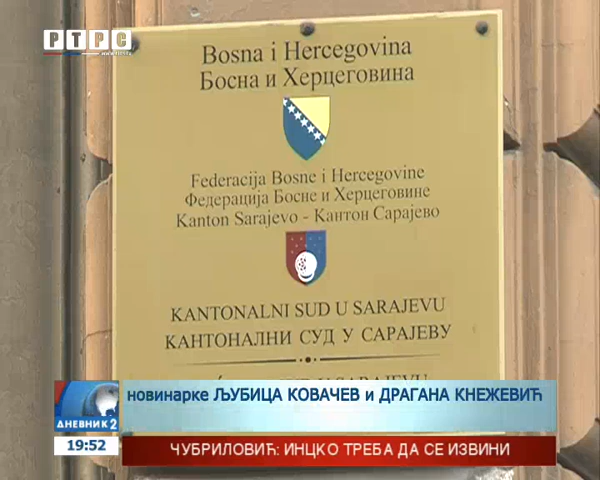 РТРС
Bosna i Hercegovina
Босна и Херцеговина
Federacija Bosne i Hercegovine
Федерација Босне и Херцеговине
Kanton Sarajevo - Кантон Сарајево
KANTONALNI SUD U SARAJEVU
КАНТОНАЛНИ СУД У САРАЈЕВУ
U SARAJEVU
новинарке ЉУБИЦА КОВАЧЕВ и ДРАГАНА КНЕЖЕВИЋ
ДНЕВНИК 2
19:52
ЧУБРИЛОВИЋ: ИНЦКО ТРЕБА ДА СЕ ИЗВИНИ